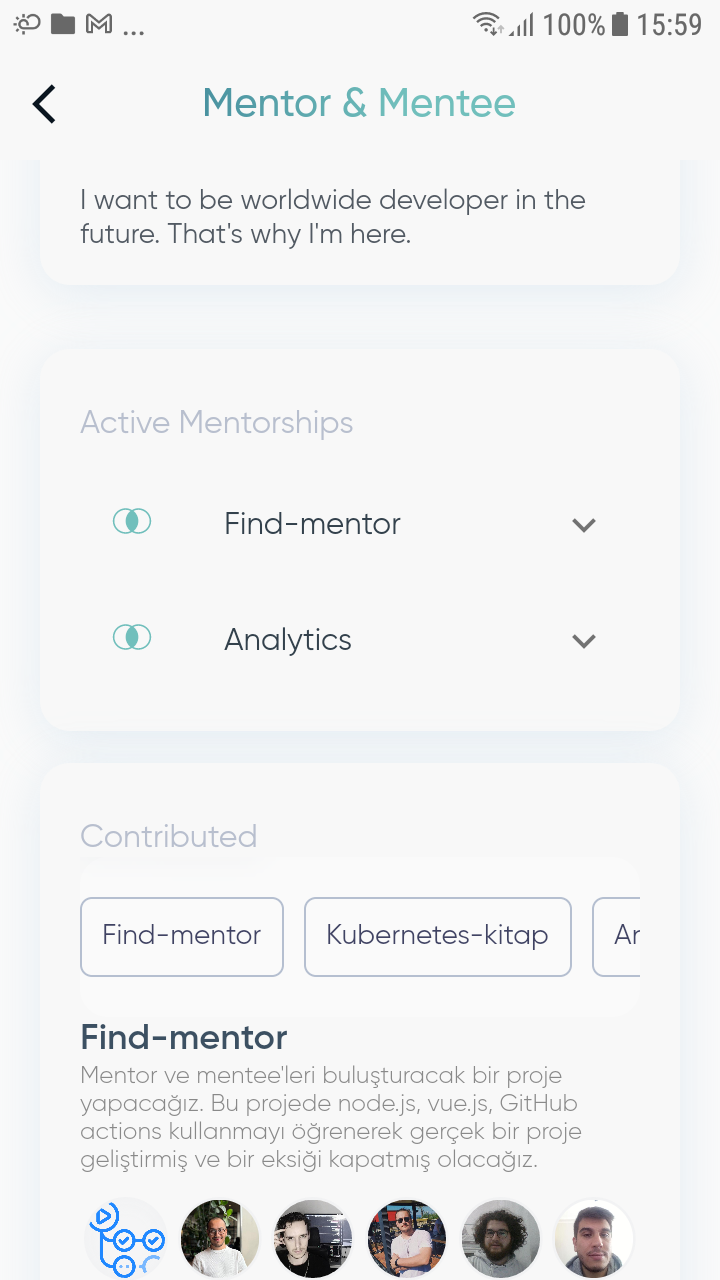 ... 100% 15:59
Mentor & Mentee
I want to be worldwide developer in the
future. That's why I'm here.
Active Mentorships
Find-mentor
Analytics
Contributed
Find-mentor Kubernetes-kitap
Find-mentor
Mentor ve mentee'leri buluşturacak bir proje
yapacağız. Bu projede node.js, vue.js, GitHub
actions kullanmayı öğrenerek gerçek bir proje
geliştirmiş ve bir eksiği kapatmış olacağız.